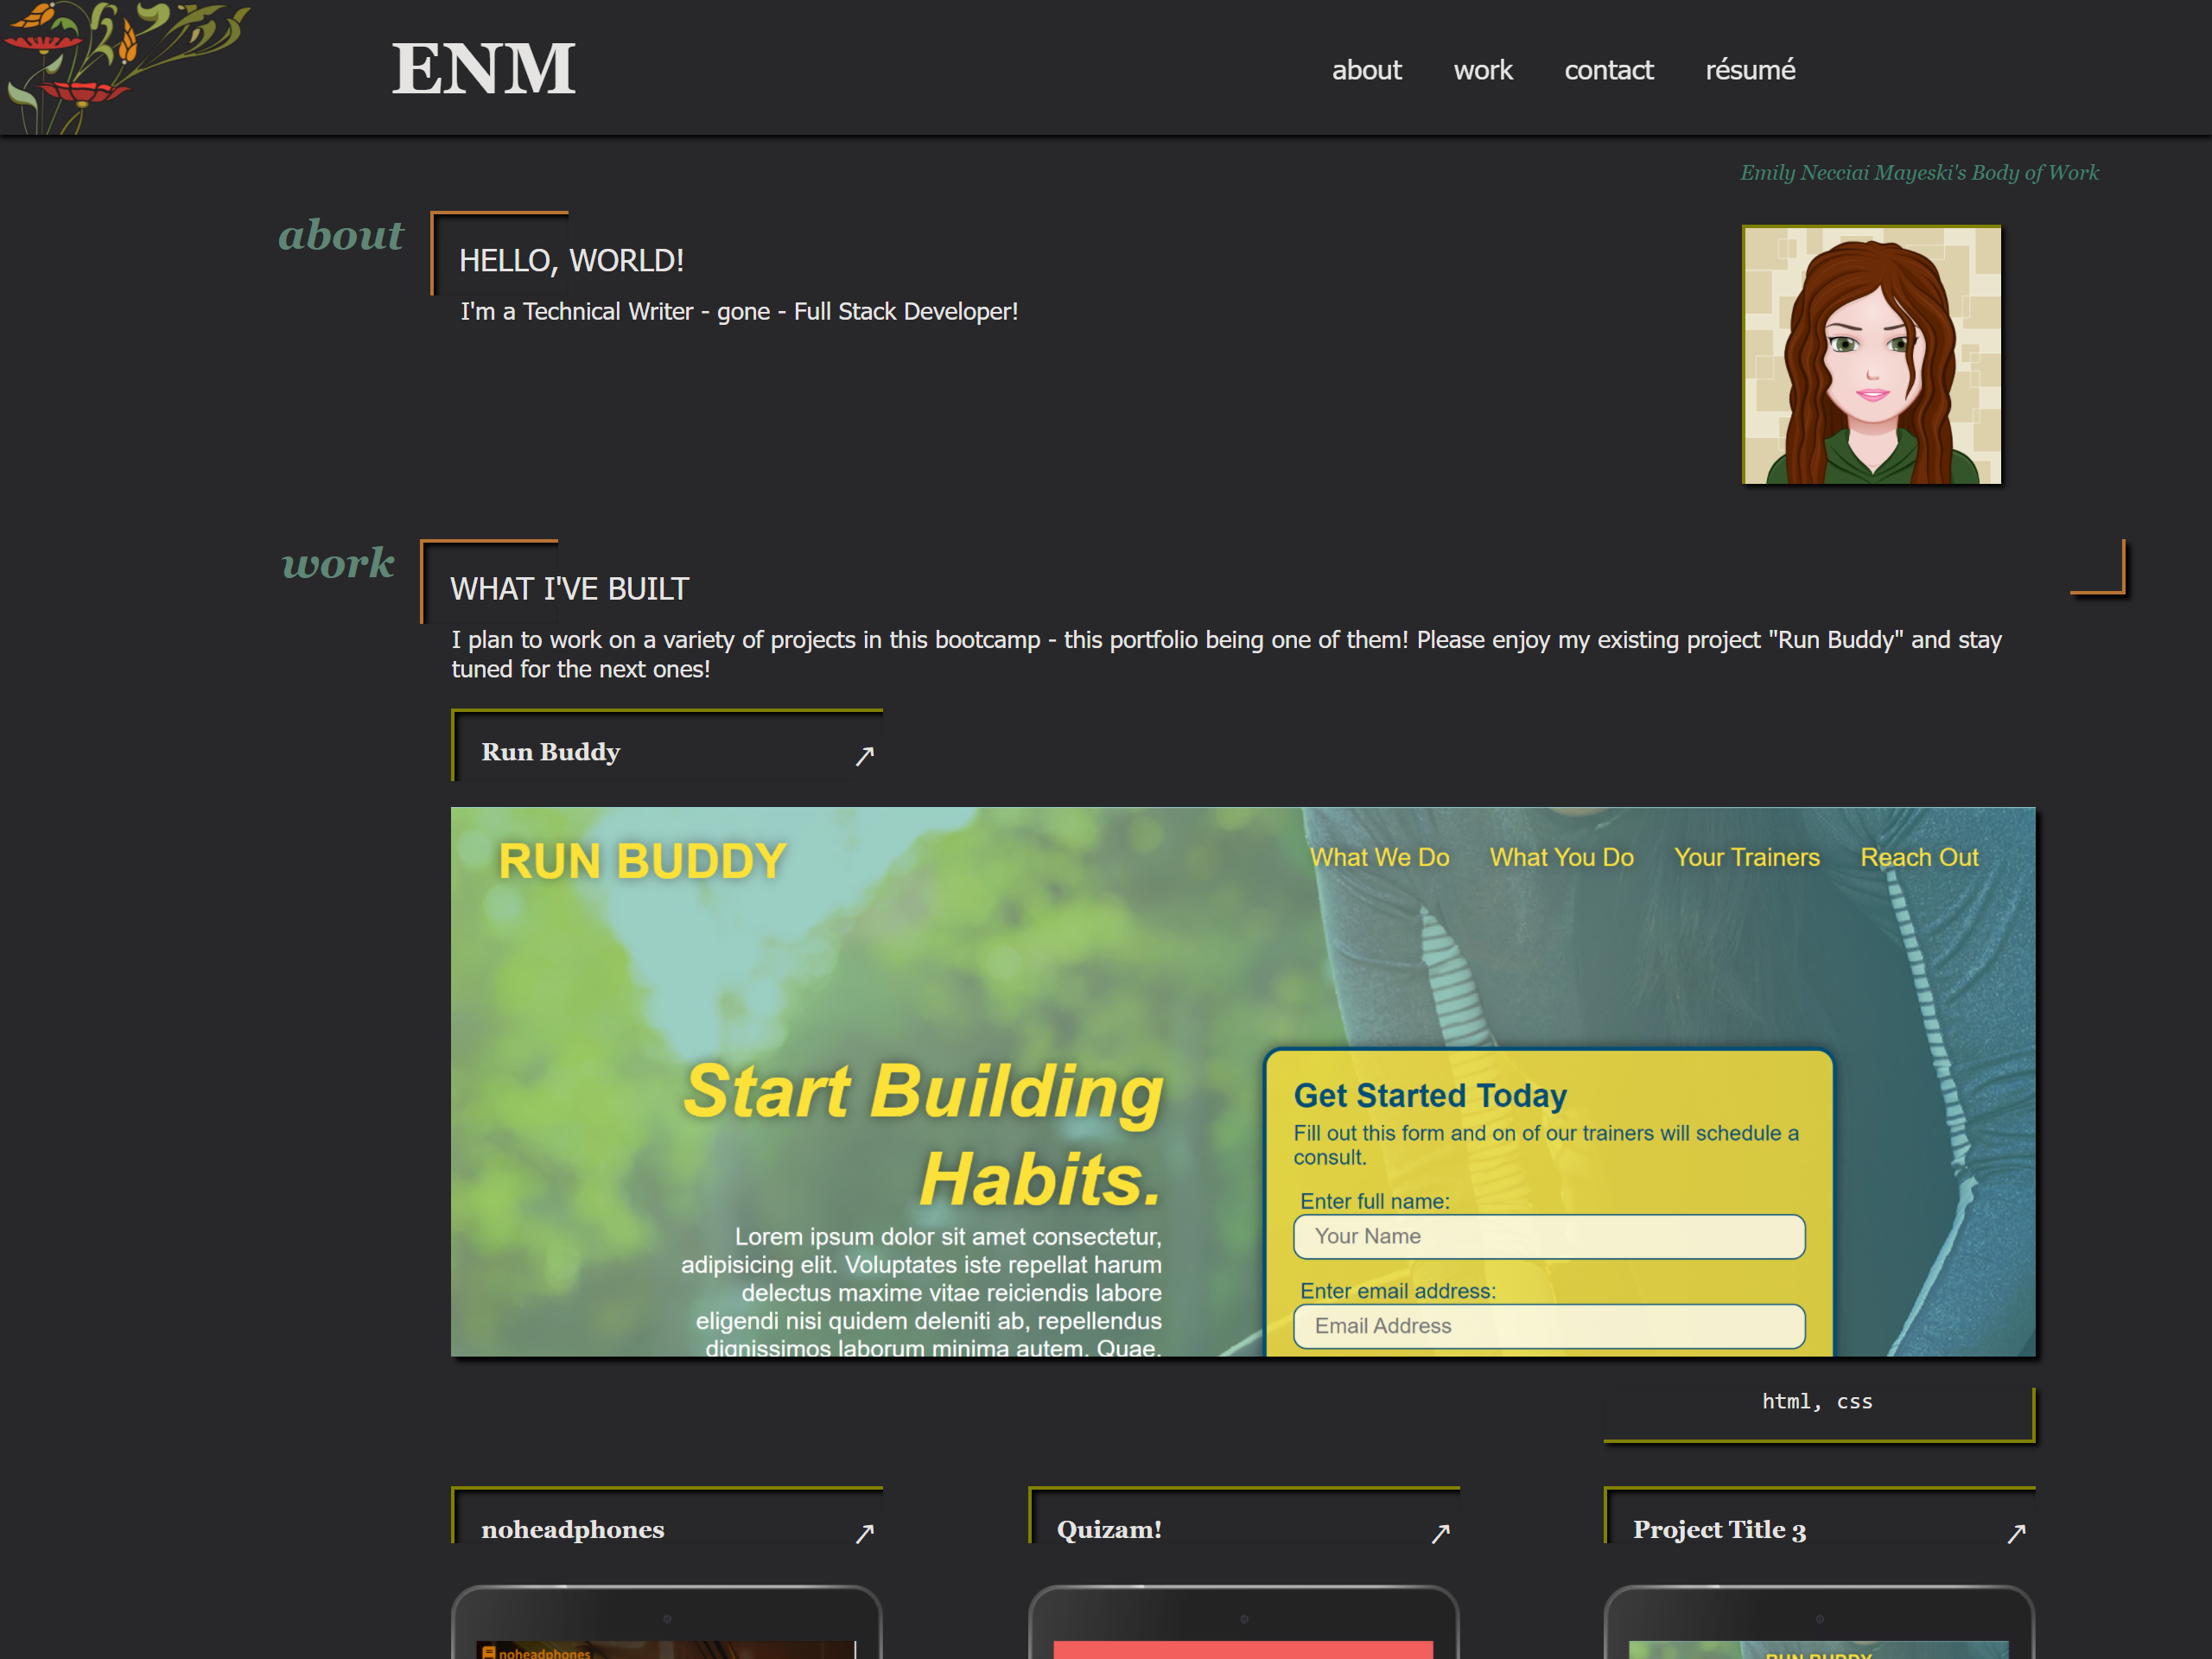 ENM
about work contact résumé
Emily Necciai Mayeski's Body of Work
about
HELLO, WORLD!
I'm a Technical Writer - gone - Full Stack Developer!
work
WHAT I'VE BUILT
I plan to work on a variety of projects in this bootcamp - this portfolio being one of them! Please enjoy my existing project "Run Buddy" and stay
tuned for the next ones!
Run Buddy ↗
RUN BUDDY
What We Do What You Do Your Trainers Reach Out
Start Building
Habits.
Lorem ipsum dolor sit amet consectetur,
adipisicing elit. Voluptates iste repellat harum
delectus maxime vitae reiciendis labore
eligendi nisi quidem deleniti ab, repellendus
dignissimos laborum minima autem. Quae,
Get Started Today
Fill out this form and on of our trainers will schedule a
consult.
Enter full name:
Your Name
Enter email address:
Email Address
html, css
noheadphones ↗
Quizam! ↗
Project Title 3 ↗
noheadphones
RUN BUDDY